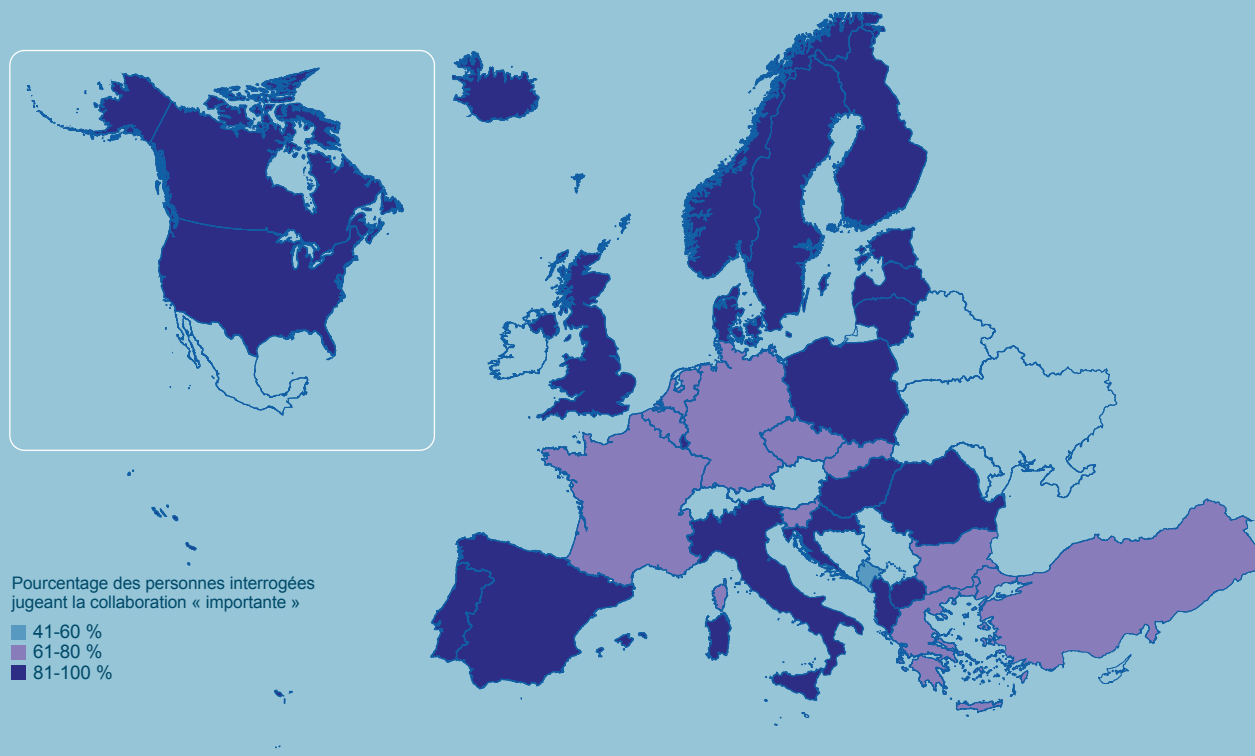 Pourcentage des personnes interrogées
jugeant la collaboration « importante »
41-60 %
61-80 %
81-100 %